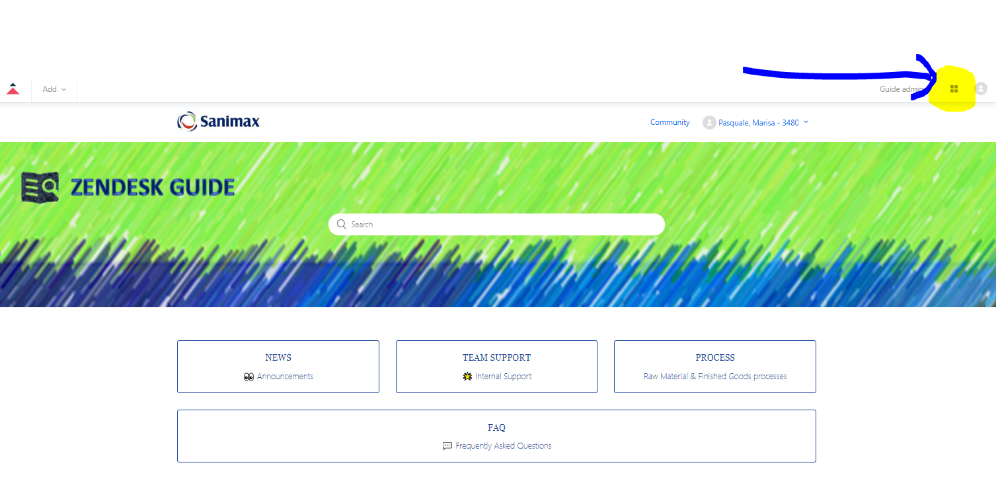 Add
Guide admin
Sanimax
Community
Pasquale, Marisa - 3480
ZENDESK GUIDE
Search
NEWS
Announcements
TEAM SUPPORT
Internal Support
PROCESS
Raw Material & Finished Goods processes
FAQ
Frequently Asked Questions